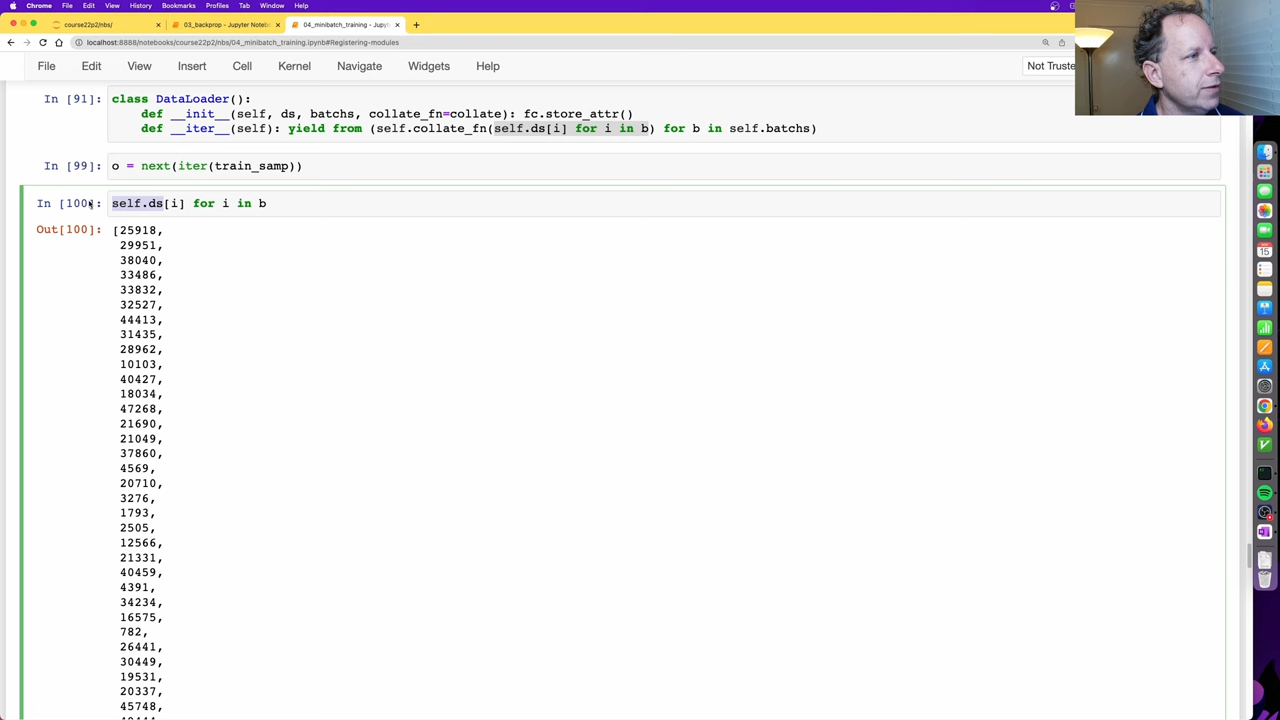 Chrome File Edit View History Bookmarks Profiles Tab Window Help
course22p2/nbs/
03_backprop - Jupyter Noteb
04_minibatch_training - Jupy
localhost:8888/notebooks/course22p2/nbs/04_minibatch_training.ipynb#Registering-modules
File Edit View Insert Cell Kernel Navigate Widgets Help Not Truste
In [91]: class DataLoader():
def __init__(self, ds, batchs, collate_fn=collate): fc.store_attr()
def __iter__(self): yield from (self.collate_fn(self.ds[i] for i in b) for b in self.batchs)
In [99]: o = next(iter(train_samp))
In [100]: self.ds[i] for i in b
Out[100]: [25918,
29951,
38040,
33486,
33832,
32527,
44413,
31435,
28962,
10103,
40427,
18034,
47268,
21690,
21049,
37860,
4569,
20710,
3276,
1793,
2505,
12566,
21331,
40459,
4391,
34234,
16575,
782,
26441,
30449,
19531,
20337,
45748,